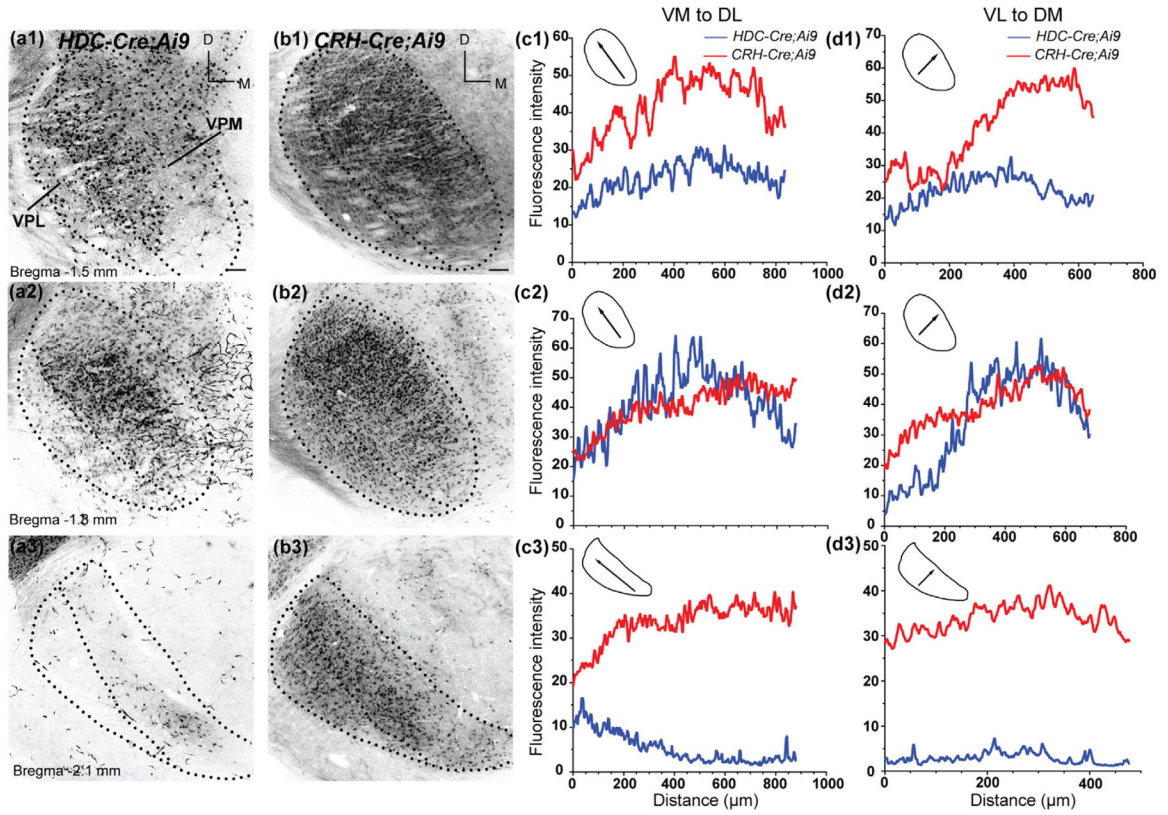 (a1) HDC-Cre;Ai9
D
M
VPM
VPL
Bregma -1.5 mm
(b1) CRH-Cre;Ai9
D
M
(c1) VM to DL
HDC-Cre;Ai9
CRH-Cre;Ai9
Fluorescence intensity
60
50
40
30
20
10
0
0 200 400 600 800 1000
(d1) VL to DM
HDC-Cre;Ai9
CRH-Cre;Ai9
70
60
50
40
30
20
10
0
0 200 400 600 800
(a2)
Bregma -1.8 mm
(b2)
(c2)
Fluorescence intensity
70
60
50
40
30
20
10
0
0 200 400 600 800 1000
(d2)
70
60
50
40
30
20
10
0
0 200 400 600 800
(a3)
Bregma -2.1 mm
(b3)
(c3)
Fluorescence intensity
50
40
30
20
10
0
0 200 400 600 800 1000
Distance (µm)
(d3)
50
40
30
20
10
0
0 200 400
Distance (µm)